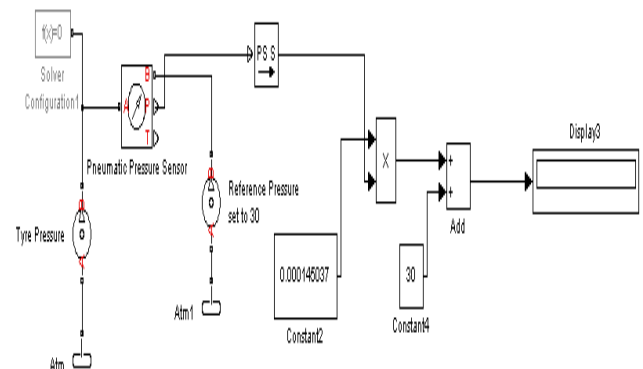 f(x)=0
Solver
Configuration1
PS S
B
A
P
T
Pneumatic Pressure Sensor
Display3
Tyre Pressure
Reference Pressure
set to 30
X
+
+
Add
0.000145037
Constant2
30
Constant4
Atm1
Atm